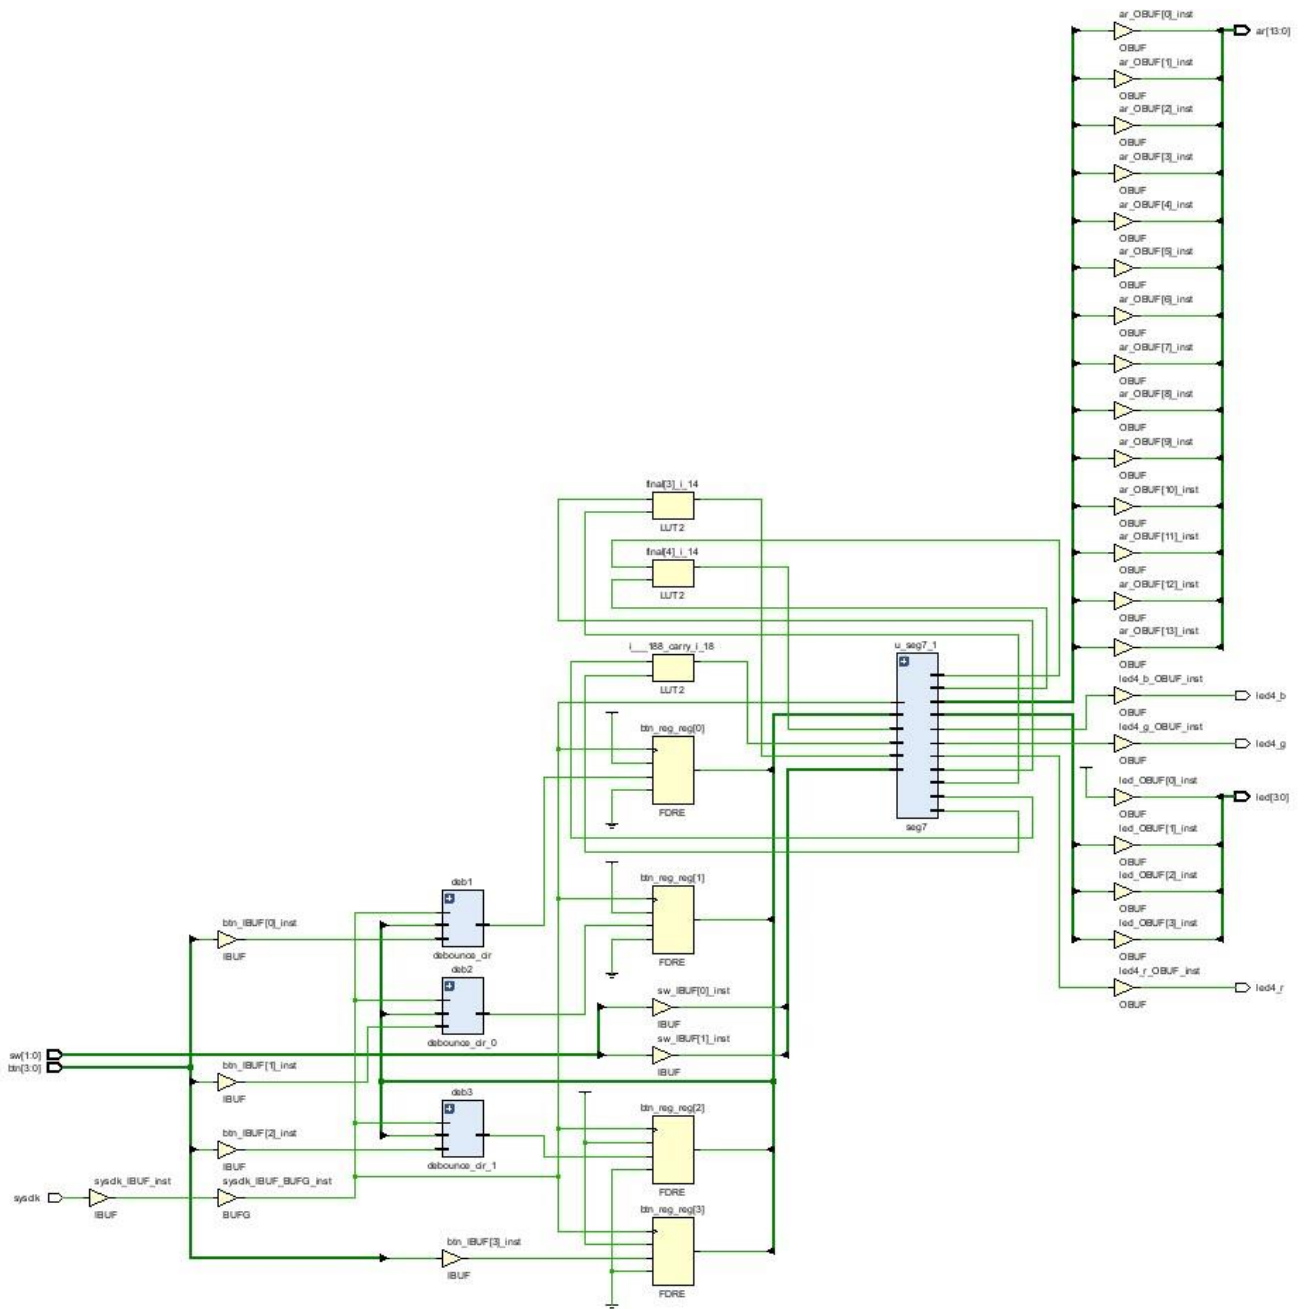 ar_OBUF[0]_inst
ar[13:0]
OBUF
ar_OBUF[1]_inst
OBUF
ar_OBUF[2]_inst
OBUF
ar_OBUF[3]_inst
OBUF
ar_OBUF[4]_inst
OBUF
ar_OBUF[5]_inst
OBUF
ar_OBUF[6]_inst
OBUF
ar_OBUF[7]_inst
OBUF
ar_OBUF[8]_inst
OBUF
ar_OBUF[9]_inst
OBUF
ar_OBUF[10]_inst
OBUF
ar_OBUF[11]_inst
OBUF
ar_OBUF[12]_inst
OBUF
ar_OBUF[13]_inst
OBUF
final[3]_i_14
LUT2
final[4]_i_14
LUT2
i___188_carry_i_18
LUT2
u_seg7_1
seg7
led4_b_OBUF_inst
led4_b
OBUF
led4_g_OBUF_inst
led4_g
OBUF
led_OBUF[0]_inst
led[3:0]
OBUF
led_OBUF[1]_inst
OBUF
led_OBUF[2]_inst
OBUF
led_OBUF[3]_inst
OBUF
led4_r_OBUF_inst
led4_r
OBUF
btn_reg_reg[0]
FDRE
btn_reg_reg[1]
FDRE
deb1
debounce_clr
btn_IBUF[0]_inst
IBUF
deb2
debounce_clr_0
sw_IBUF[0]_inst
IBUF
sw_IBUF[1]_inst
IBUF
sw[1:0]
btn[3:0]
btn_IBUF[1]_inst
IBUF
deb3
debounce_clr_1
btn_IBUF[2]_inst
IBUF
btn_reg_reg[2]
FDRE
sysclk
sysclk_IBUF_inst
IBUF
sysclk_IBUF_BUFG_inst
BUFG
btn_reg_reg[3]
FDRE
btn_IBUF[3]_inst
IBUF